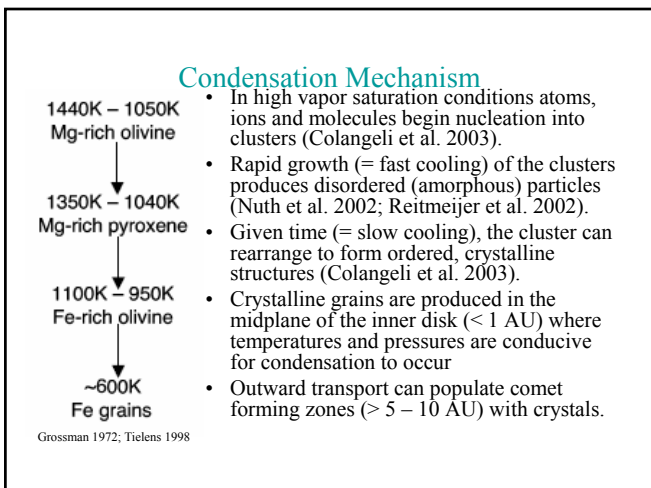 Condensation Mechanism
1440K – 1050K
Mg-rich olivine
1350K – 1040K
Mg-rich pyroxene
1100K – 950K
Fe-rich olivine
~600K
Fe grains
Grossman 1972; Tielens 1998
• In high vapor saturation conditions atoms,
ions and molecules begin nucleation into
clusters (Colangeli et al. 2003).
• Rapid growth (= fast cooling) of the clusters
produces disordered (amorphous) particles
(Nuth et al. 2002; Reitmeijer et al. 2002).
• Given time (= slow cooling), the cluster can
rearrange to form ordered, crystalline
structures (Colangeli et al. 2003).
• Crystalline grains are produced in the
midplane of the inner disk (< 1 AU) where
temperatures and pressures are conducive
for condensation to occur
• Outward transport can populate comet
forming zones (> 5 – 10 AU) with crystals.